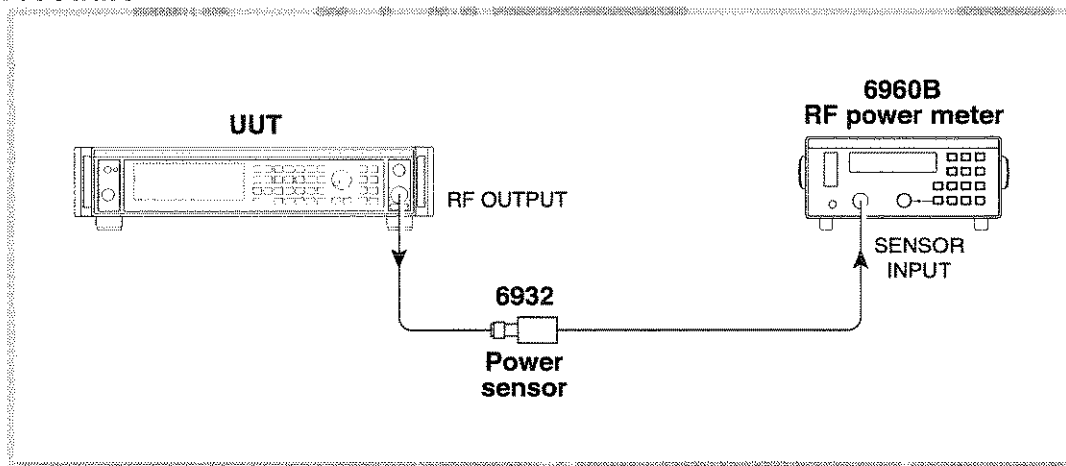 UUT
RF OUTPUT
6932
Power
sensor
6960B
RF power meter
SENSOR
INPUT